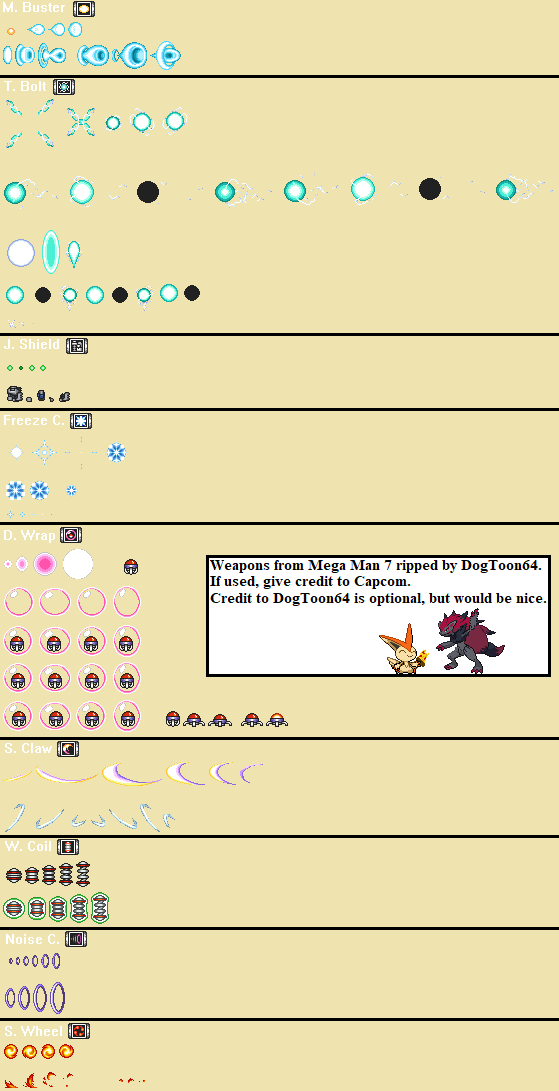 M. Buster
T. Bolt
J. Shield
Freeze C.
D. Wrap
Weapons from Mega Man 7 ripped by DogToon64.
If used, give credit to Capcom.
Credit to DogToon64 is optional, but would be nice.
S. Claw
W. Coil
Noise C.
S. Wheel